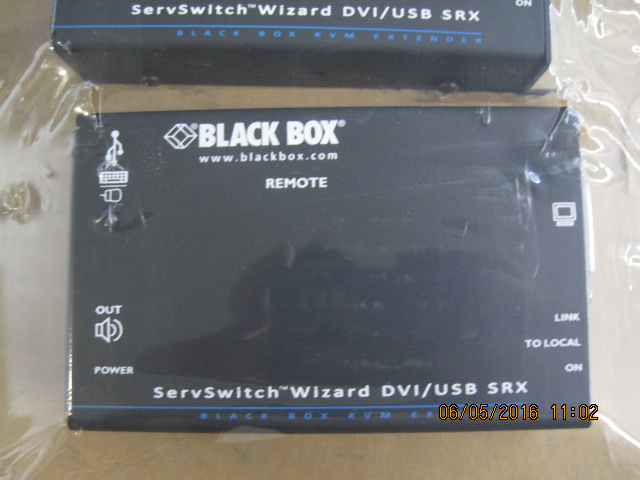 ServSwitch™Wizard DVI/USB SRX
ON
BLACK BOX KVM EXTENDER
BLACK BOX®
www.blackbox.com
REMOTE
OUT
LINK
TO LOCAL
POWER
ON
ServSwitch™Wizard DVI/USB SRX
BLACK BOX KVM
06/05/2016 11:02